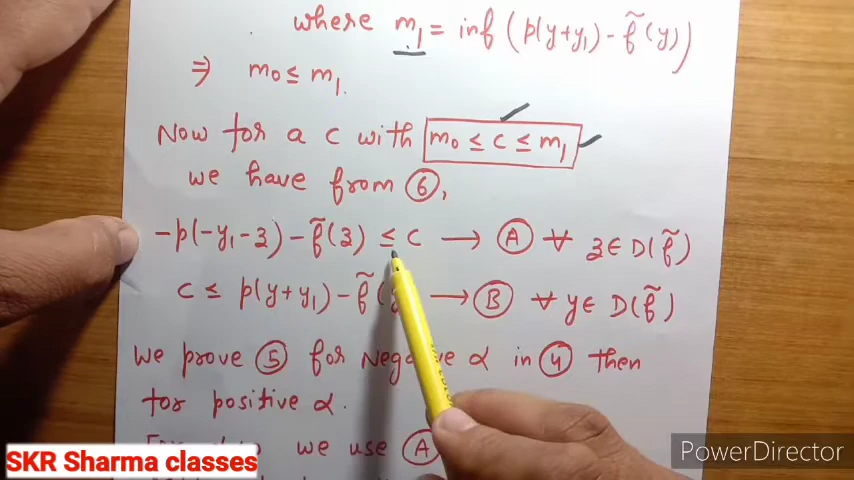 where m₁ = inf (p(y+y₁) - f̃(y))
⇒ m₀ ≤ m₁.
Now for a c with m₀ ≤ c ≤ m₁
we have from ⑥,
-p(-y₁-z) - f̃(z) ≤ c → Ⓐ ∀ z ∈ D(f̃)
c ≤ p(y+y₁) - f̃( → Ⓑ ∀ y ∈ D(f̃)
We prove ⑤ for Negative α in ④ then
for positive α.
we use Ⓐ
SKR Sharma classes
PowerDirector